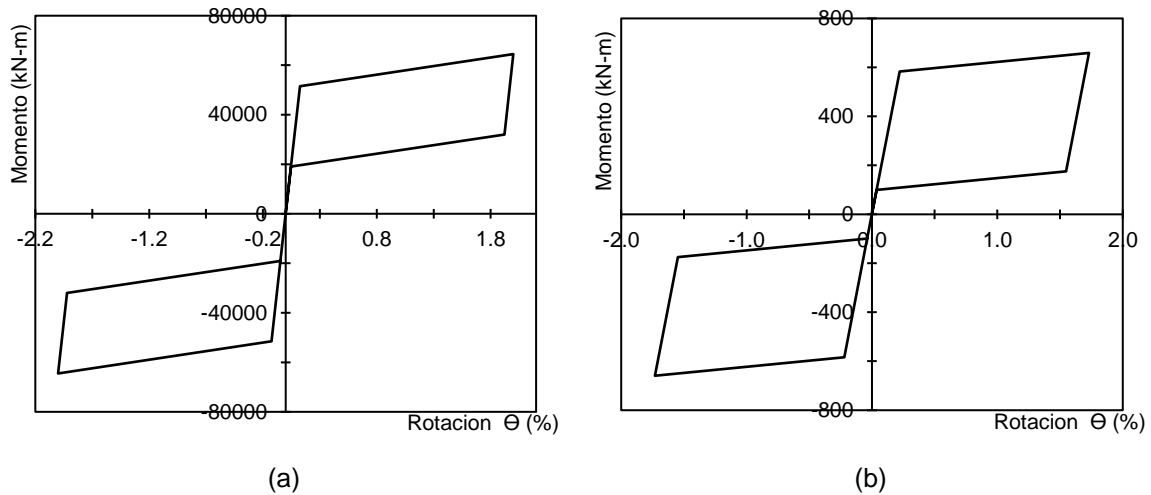 80000
40000
0
-40000
-80000
-2.2 -1.2 -0.2 0.8 1.8
Momento (kN-m)
Rotacion Ɵ (%)
(a)
800
400
0
-400
-800
-2.0 -1.0 0.0 1.0 2.0
Momento (kN-m)
Rotacion Ɵ (%)
(b)